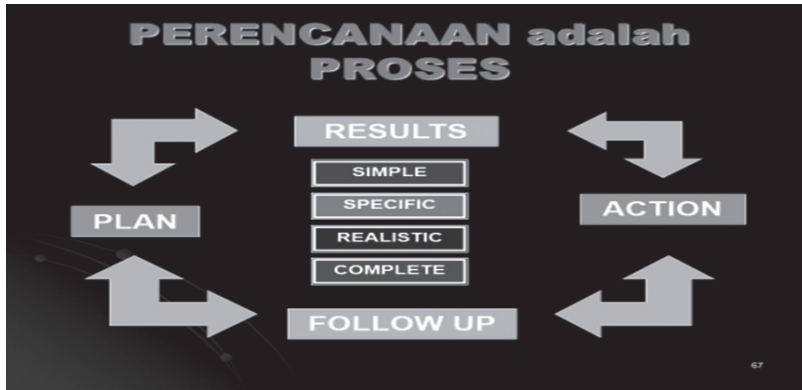 PERENCANAAN adalah
PROSES
RESULTS
SIMPLE
SPECIFIC
REALISTIC
COMPLETE
PLAN
ACTION
FOLLOW UP
67